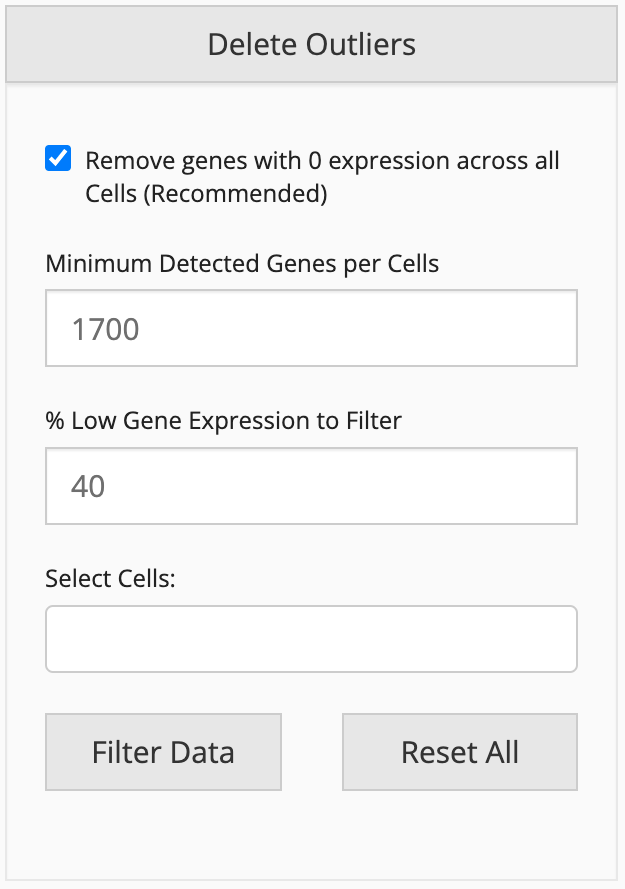 Delete Outliers
Remove genes with 0 expression across all
Cells (Recommended)
Minimum Detected Genes per Cells
1700
% Low Gene Expression to Filter
40
Select Cells:
Filter Data
Reset All